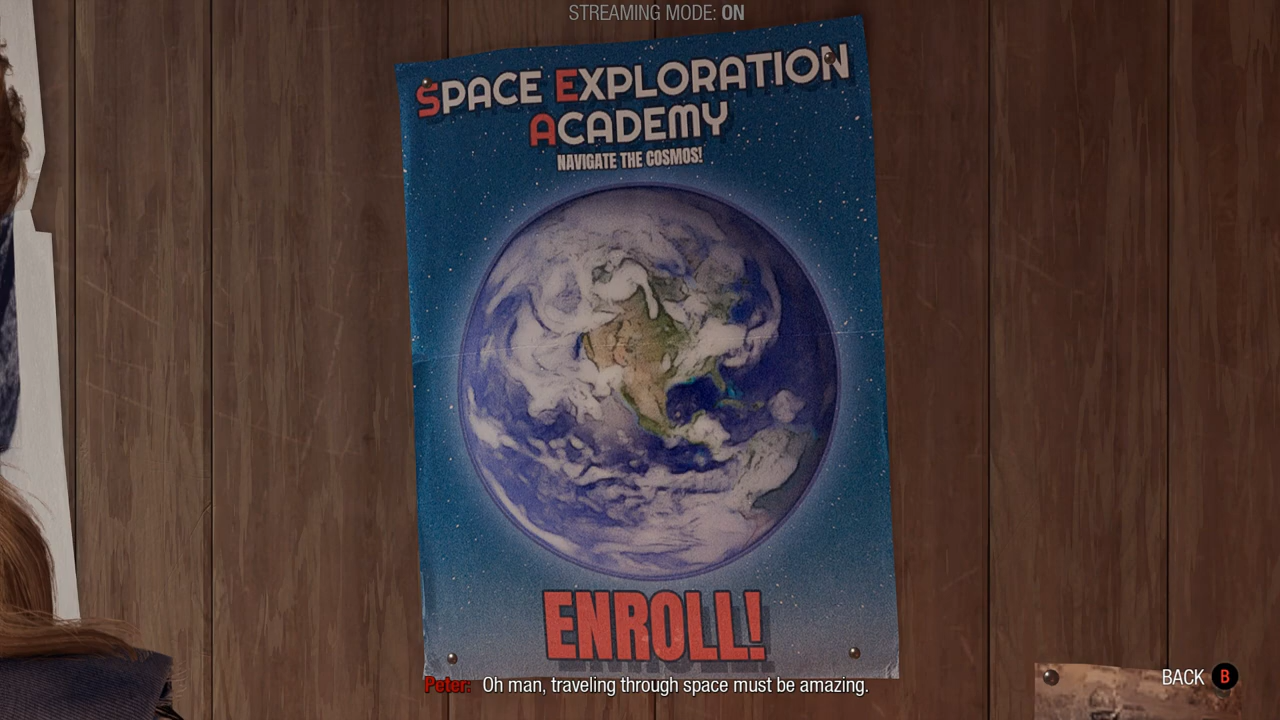 STREAMING MODE: ON
SPACE EXPLORATION
ACADEMY
NAVIGATE THE COSMOS!
ENROLL!
Peter: Oh man, traveling through space must be amazing.
BACK B